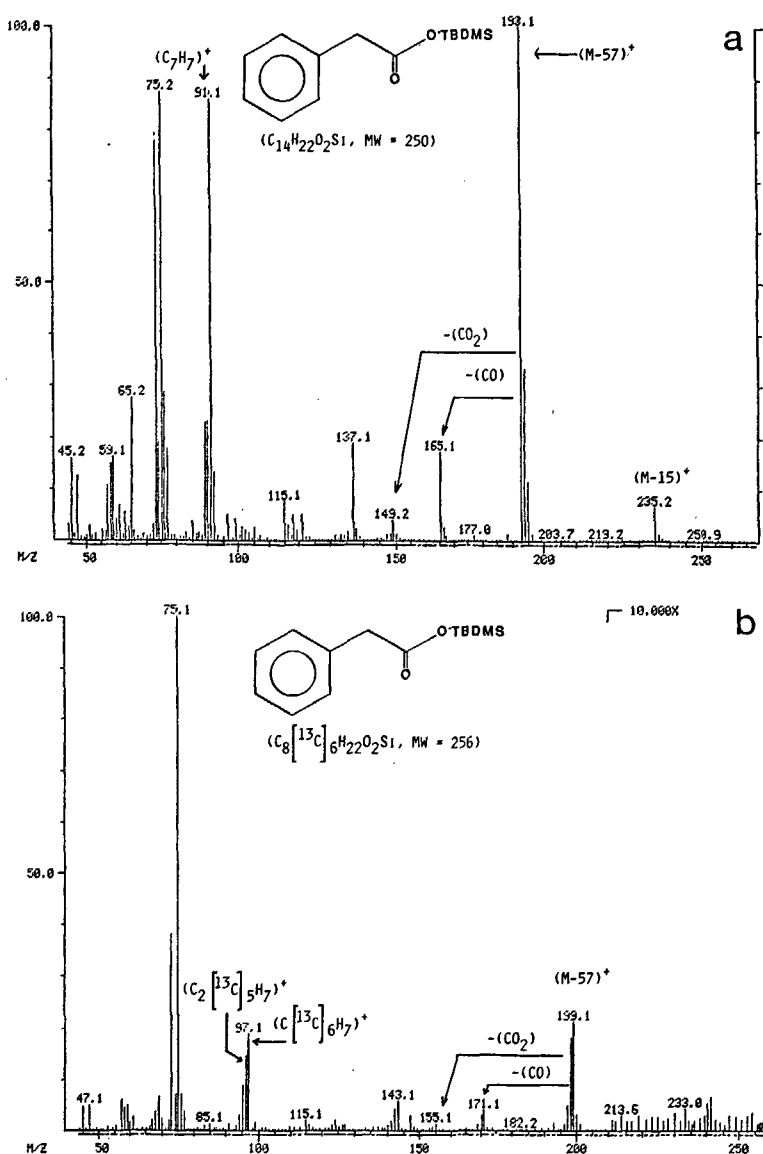 100.0
a
193.1
O-TBDMS
O
(M-57)+
(C7H7)+
75.2
91.1
(C14H22O2Si, MW = 250)
50.0
-(CO2)
-(CO)
65.2
45.2
59.1
137.1
165.1
115.1
149.2
177.0
(M-15)+
235.2
203.7
219.2
250.9
M/Z
50
100
150
200
250
100.0
75.1
b
10.000X
O-TBDMS
O
(C8[13C]6H22O2Si, MW = 256)
50.0
(C2[13C]5H7)+
(C[13C]6H7)+
97.1
(M-57)+
199.1
-(CO2)
-(CO)
47.1
85.1
115.1
143.1
155.1
171.1
182.2
213.6
233.0
M/Z
50
100
150
200
250